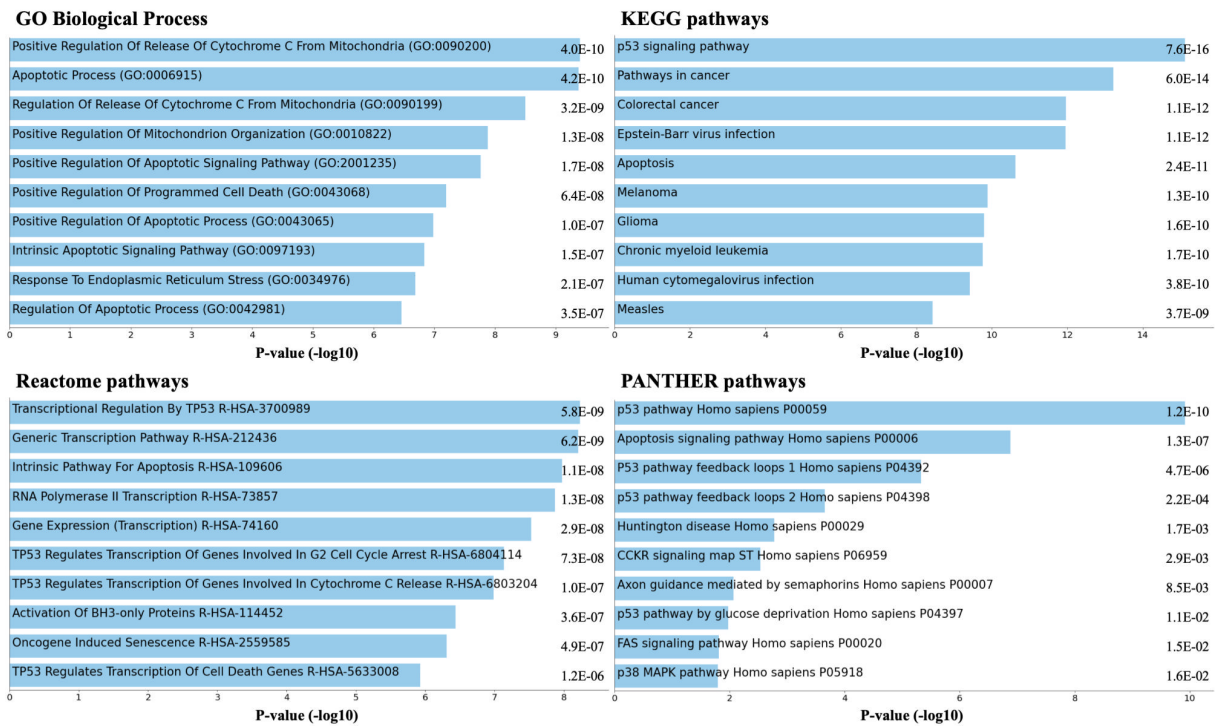 GO Biological Process
Positive Regulation Of Release Of Cytochrome C From Mitochondria (GO:0090200) 4.0E-10
Apoptotic Process (GO:0006915) 4.2E-10
Regulation Of Release Of Cytochrome C From Mitochondria (GO:0090199) 3.2E-09
Positive Regulation Of Mitochondrion Organization (GO:0010822) 1.3E-08
Positive Regulation Of Apoptotic Signaling Pathway (GO:2001235) 1.7E-08
Positive Regulation Of Programmed Cell Death (GO:0043068) 6.4E-08
Positive Regulation Of Apoptotic Process (GO:0043065) 1.0E-07
Intrinsic Apoptotic Signaling Pathway (GO:0097193) 1.5E-07
Response To Endoplasmic Reticulum Stress (GO:0034976) 2.1E-07
Regulation Of Apoptotic Process (GO:0042981) 3.5E-07
0 1 2 3 4 5 6 7 8 9
P-value (-log10)
KEGG pathways
p53 signaling pathway 7.6E-16
Pathways in cancer 6.0E-14
Colorectal cancer 1.1E-12
Epstein-Barr virus infection 1.1E-12
Apoptosis 2.4E-11
Melanoma 1.3E-10
Glioma 1.6E-10
Chronic myeloid leukemia 1.7E-10
Human cytomegalovirus infection 3.8E-10
Measles 3.7E-09
0 2 4 6 8 10 12 14
P-value (-log10)
Reactome pathways
Transcriptional Regulation By TP53 R-HSA-3700989 5.8E-09
Generic Transcription Pathway R-HSA-212436 6.2E-09
Intrinsic Pathway For Apoptosis R-HSA-109606 1.1E-08
RNA Polymerase II Transcription R-HSA-73857 1.3E-08
Gene Expression (Transcription) R-HSA-74160 2.9E-08
TP53 Regulates Transcription Of Genes Involved In G2 Cell Cycle Arrest R-HSA-6804114 7.3E-08
TP53 Regulates Transcription Of Genes Involved In Cytochrome C Release R-HSA-6803204 1.0E-07
Activation Of BH3-only Proteins R-HSA-114452 3.6E-07
Oncogene Induced Senescence R-HSA-2559585 4.9E-07
TP53 Regulates Transcription Of Cell Death Genes R-HSA-5633008 1.2E-06
0 1 2 3 4 5 6 7 8
P-value (-log10)
PANTHER pathways
p53 pathway Homo sapiens P00059 1.2E-10
Apoptosis signaling pathway Homo sapiens P00006 1.3E-07
P53 pathway feedback loops 1 Homo sapiens P04392 4.7E-06
p53 pathway feedback loops 2 Homo sapiens P04398 2.2E-04
Huntington disease Homo sapiens P00029 1.7E-03
CCKR signaling map ST Homo sapiens P06959 2.9E-03
Axon guidance mediated by semaphorins Homo sapiens P00007 8.5E-03
p53 pathway by glucose deprivation Homo sapiens P04397 1.1E-02
FAS signaling pathway Homo sapiens P00020 1.5E-02
p38 MAPK pathway Homo sapiens P05918 1.6E-02
2 4 6 8 10
P-value (-log10)